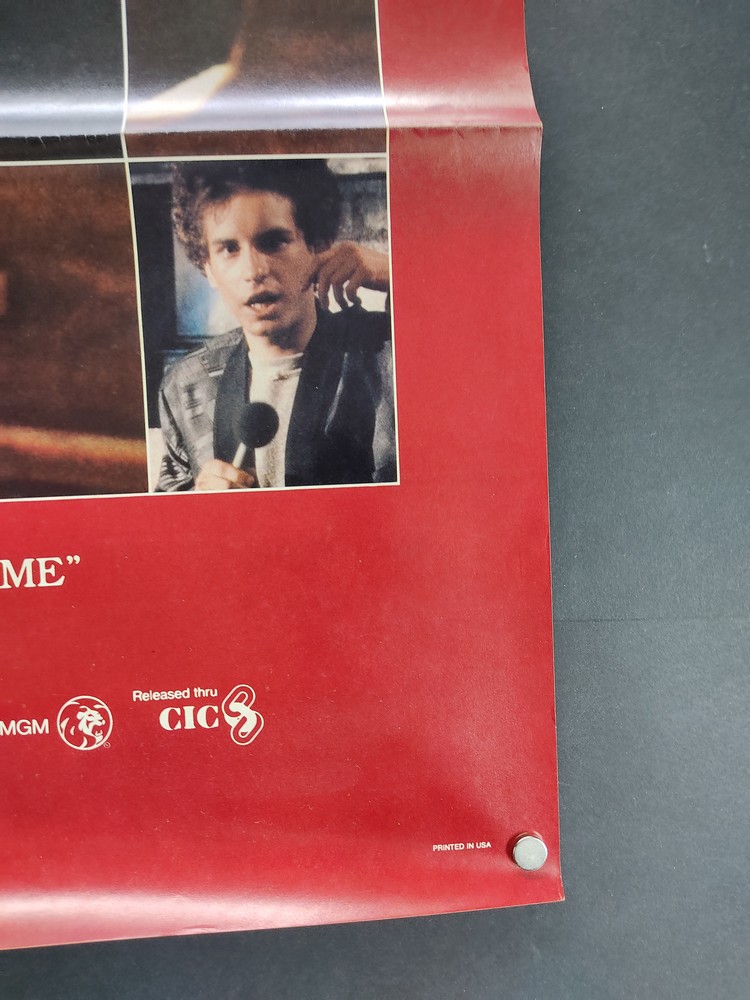 ME”
MGM
Released thru
CIC
PRINTED IN USA